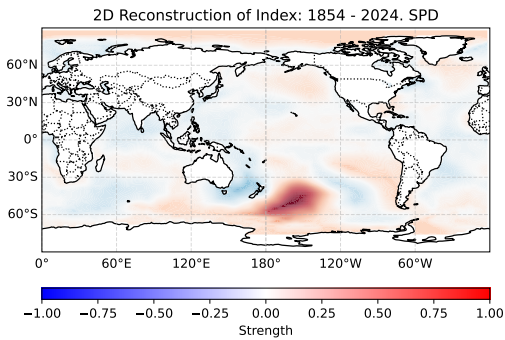 2D Reconstruction of Index: 1854 - 2024. SPD
60°N
30°N
0°
30°S
60°S
0° 60°E 120°E 180° 120°W 60°W
−1.00 −0.75 −0.50 −0.25 0.00 0.25 0.50 0.75 1.00
Strength